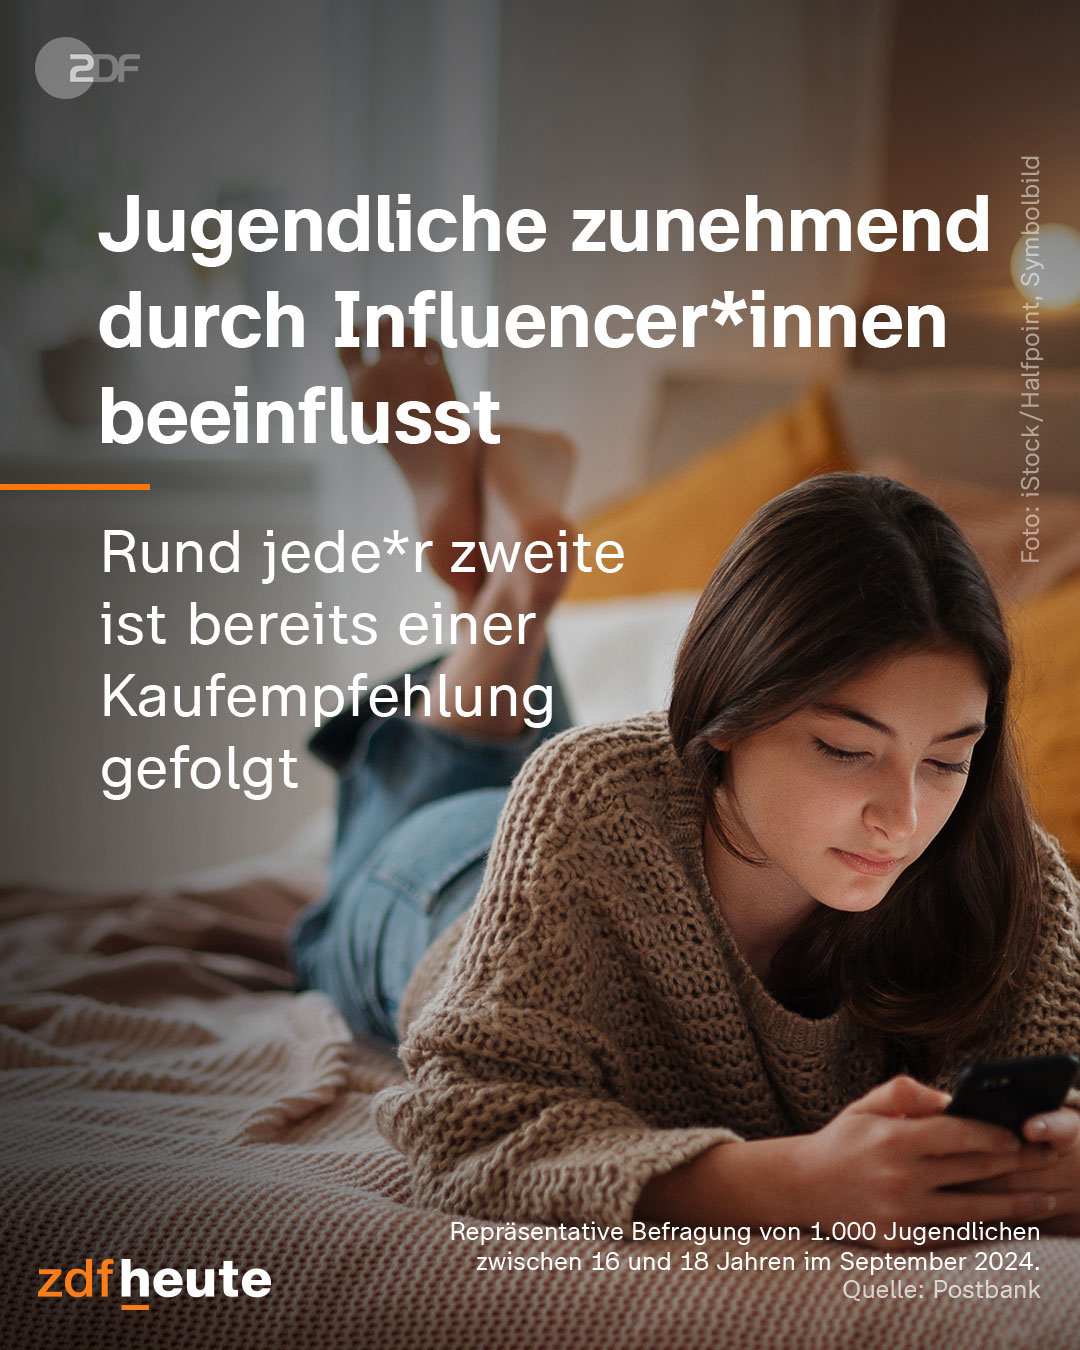 ZDF
Jugendliche zunehmend
durch Influencer*innen
beeinflusst
Rund jede*r zweite
ist bereits einer
Kaufempfehlung
gefolgt
Foto: iStock/Halfpoint, Symbolbild
Repräsentative Befragung von 1.000 Jugendlichen
zwischen 16 und 18 Jahren im September 2024.
Quelle: Postbank
zdfheute